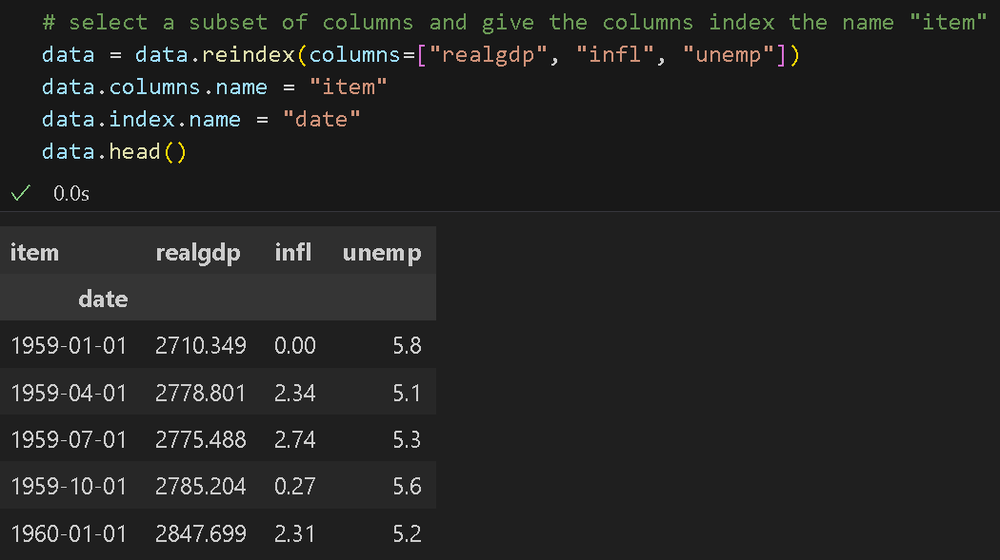 # select a subset of columns and give the columns index the name "item"
data = data.reindex(columns=["realgdp", "infl", "unemp"])
data.columns.name = "item"
data.index.name = "date"
data.head()
✓ 0.0s
item realgdp infl unemp
date
1959-01-01 2710.349 0.00 5.8
1959-04-01 2778.801 2.34 5.1
1959-07-01 2775.488 2.74 5.3
1959-10-01 2785.204 0.27 5.6
1960-01-01 2847.699 2.31 5.2